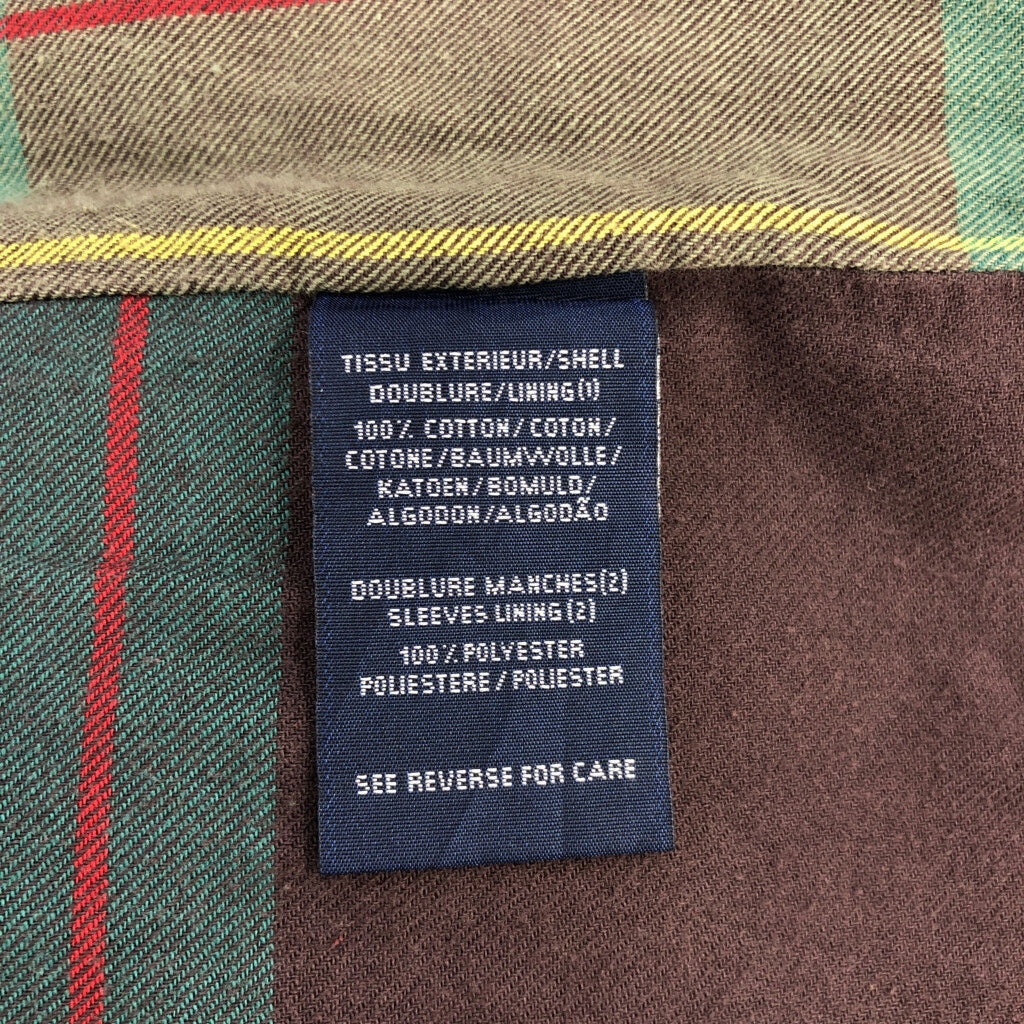 TISSU EXTERIEUR/SHELL
DOUBLURE/LINING(1)
100% COTTON/COTON/
COTONE/BAUMWOLLE/
KATOEN/BOMULD/
ALGODON/ALGODÃO
DOUBLURE MANCHES(2)
SLEEVES LINING(2)
100% POLYESTER
POLIESTERE/POLIESTER
SEE REVERSE FOR CARE